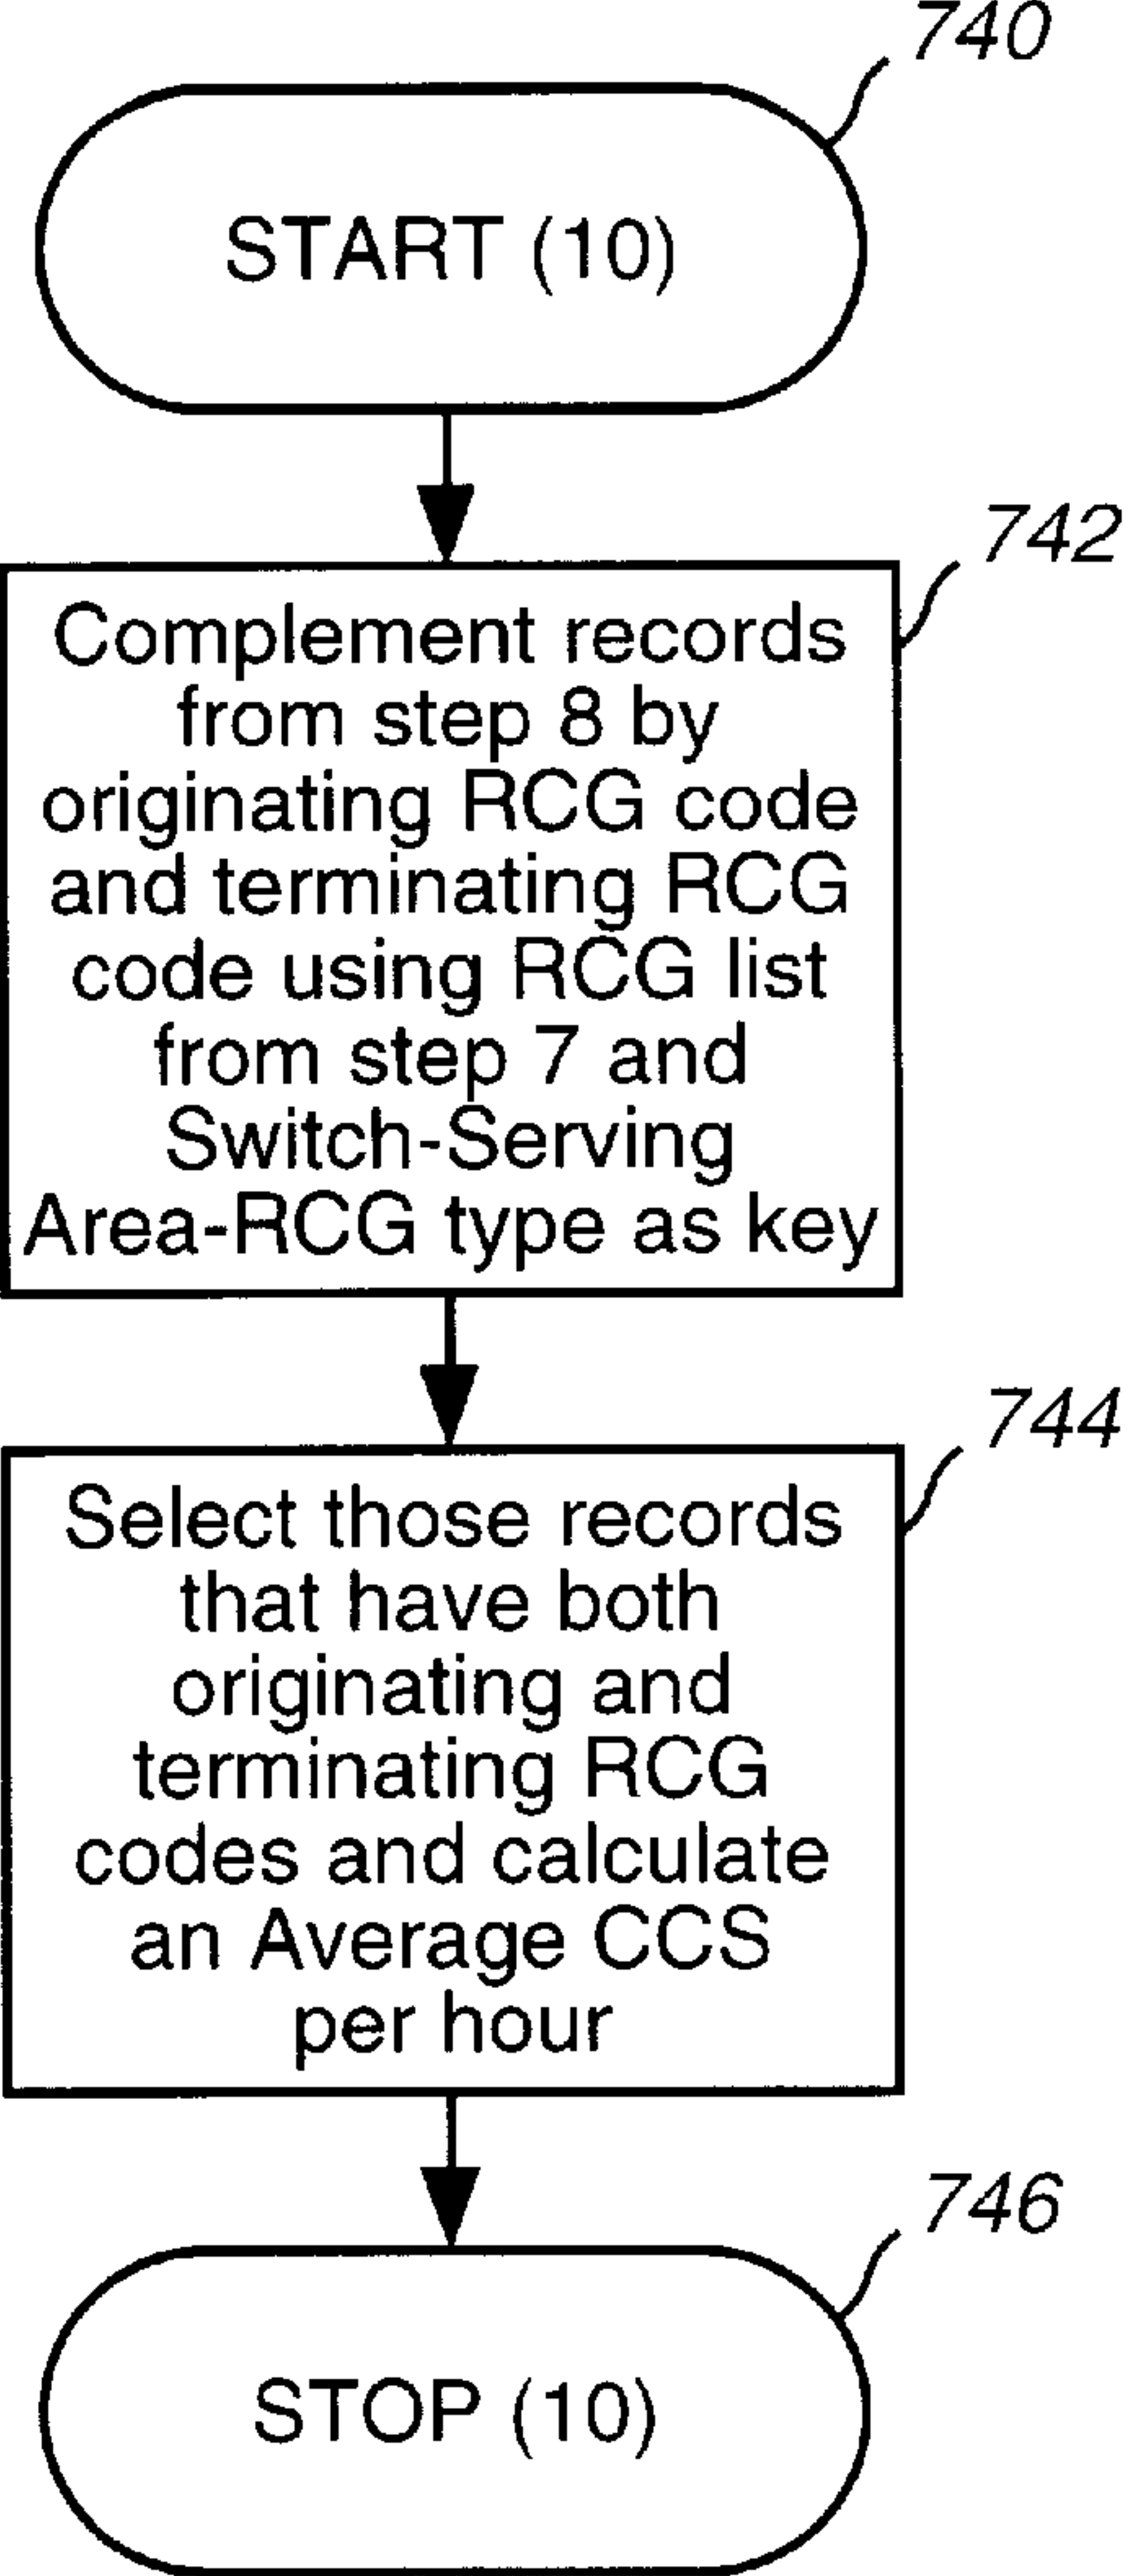 740
START (10)
742
Complement records
from step 8 by
originating RCG code
and terminating RCG
code using RCG list
from step 7 and
Switch-Serving
Area-RCG type as key
744
Select those records
that have both
originating and
terminating RCG
codes and calculate
an Average CCS
per hour
746
STOP (10)